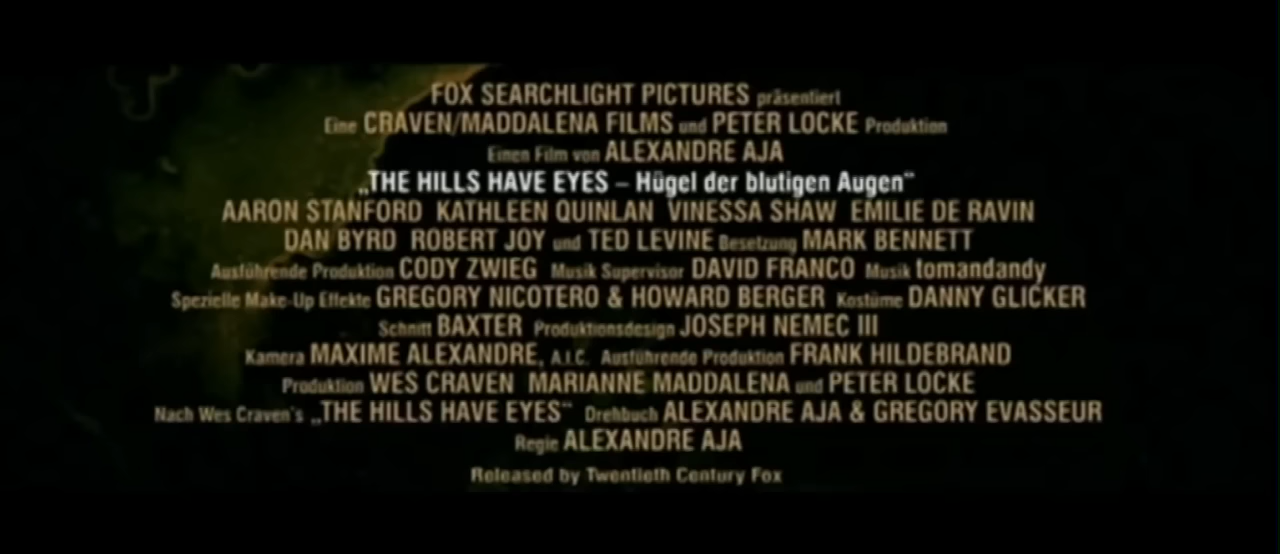 FOX SEARCHLIGHT PICTURES präsentiert
Eine CRAVEN/MADDALENA FILMS und PETER LOCKE Produktion
Einen Film von ALEXANDRE AJA
„THE HILLS HAVE EYES – Hügel der blutigen Augen“
AARON STANFORD KATHLEEN QUINLAN VINESSA SHAW EMILIE DE RAVIN
DAN BYRD ROBERT JOY und TED LEVINE Besetzung MARK BENNETT
Ausführende Produktion CODY ZWIEG Musik Supervisor DAVID FRANCO Musik tomandandy
Spezielle Make-Up Effekte GREGORY NICOTERO & HOWARD BERGER Kostüme DANNY GLICKER
Schnitt BAXTER Produktionsdesign JOSEPH NEMEC III
Kamera MAXIME ALEXANDRE, A.I.C. Ausführende Produktion FRANK HILDEBRAND
Produktion WES CRAVEN MARIANNE MADDALENA und PETER LOCKE
Nach Wes Craven's „THE HILLS HAVE EYES“ Drehbuch ALEXANDRE AJA & GREGORY EVASSEUR
Regie ALEXANDRE AJA
Released by Twentieth Century Fox